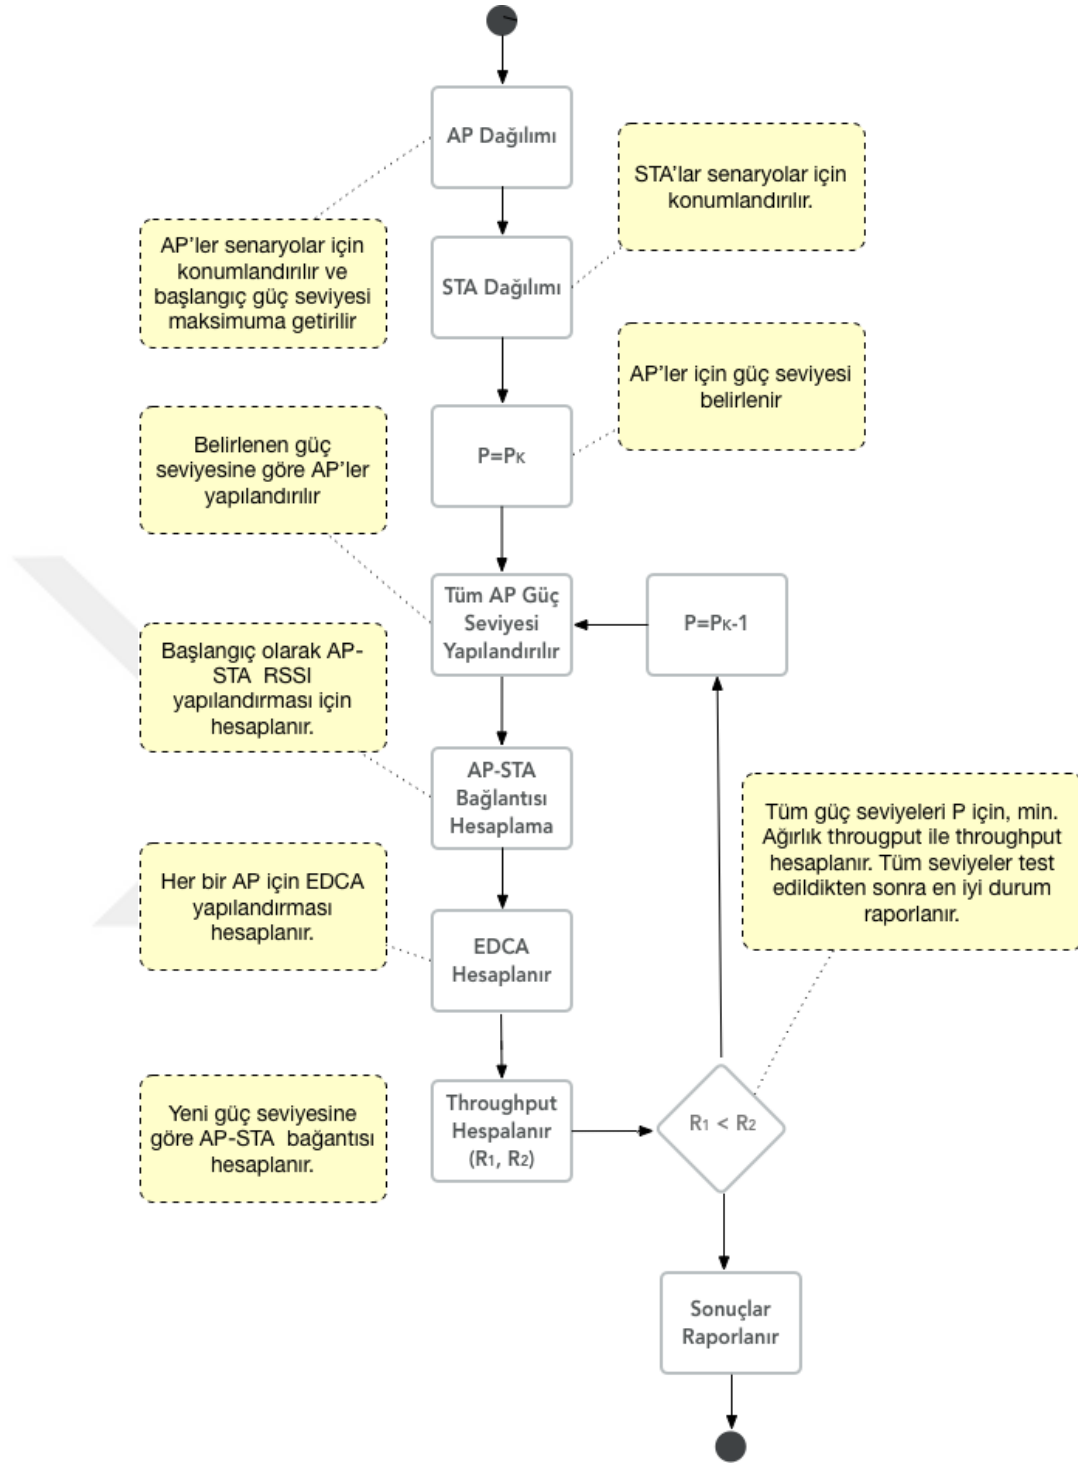 AP Dağılımı
STA'lar senaryolar için
konumlandırılır.
AP'ler senaryolar için
konumlandırılır ve
başlangıç güç seviyesi
maksimuma getirilir
STA Dağılımı
AP'ler için güç seviyesi
belirlenir
P=PK
Belirlenen güç
seviyesine göre AP'ler
yapılandırılır
Tüm AP Güç
Seviyesi
Yapılandırılır
P=PK-1
Başlangıç olarak AP-
STA RSSI
yapılandırması için
hesaplanır.
AP-STA
Bağlantısı
Hesaplama
Tüm güç seviyeleri P için, min.
Ağırlık througput ile throughput
hesaplanır. Tüm seviyeler test
edildikten sonra en iyi durum
raporlanır.
Her bir AP için EDCA
yapılandırması
hesaplanır.
EDCA
Hesaplanır
Yeni güç seviyesine
göre AP-STA bağantısı
hesaplanır.
Throughput
Hespalanır
(R1, R2)
R1 < R2
Sonuçlar
Raporlanır